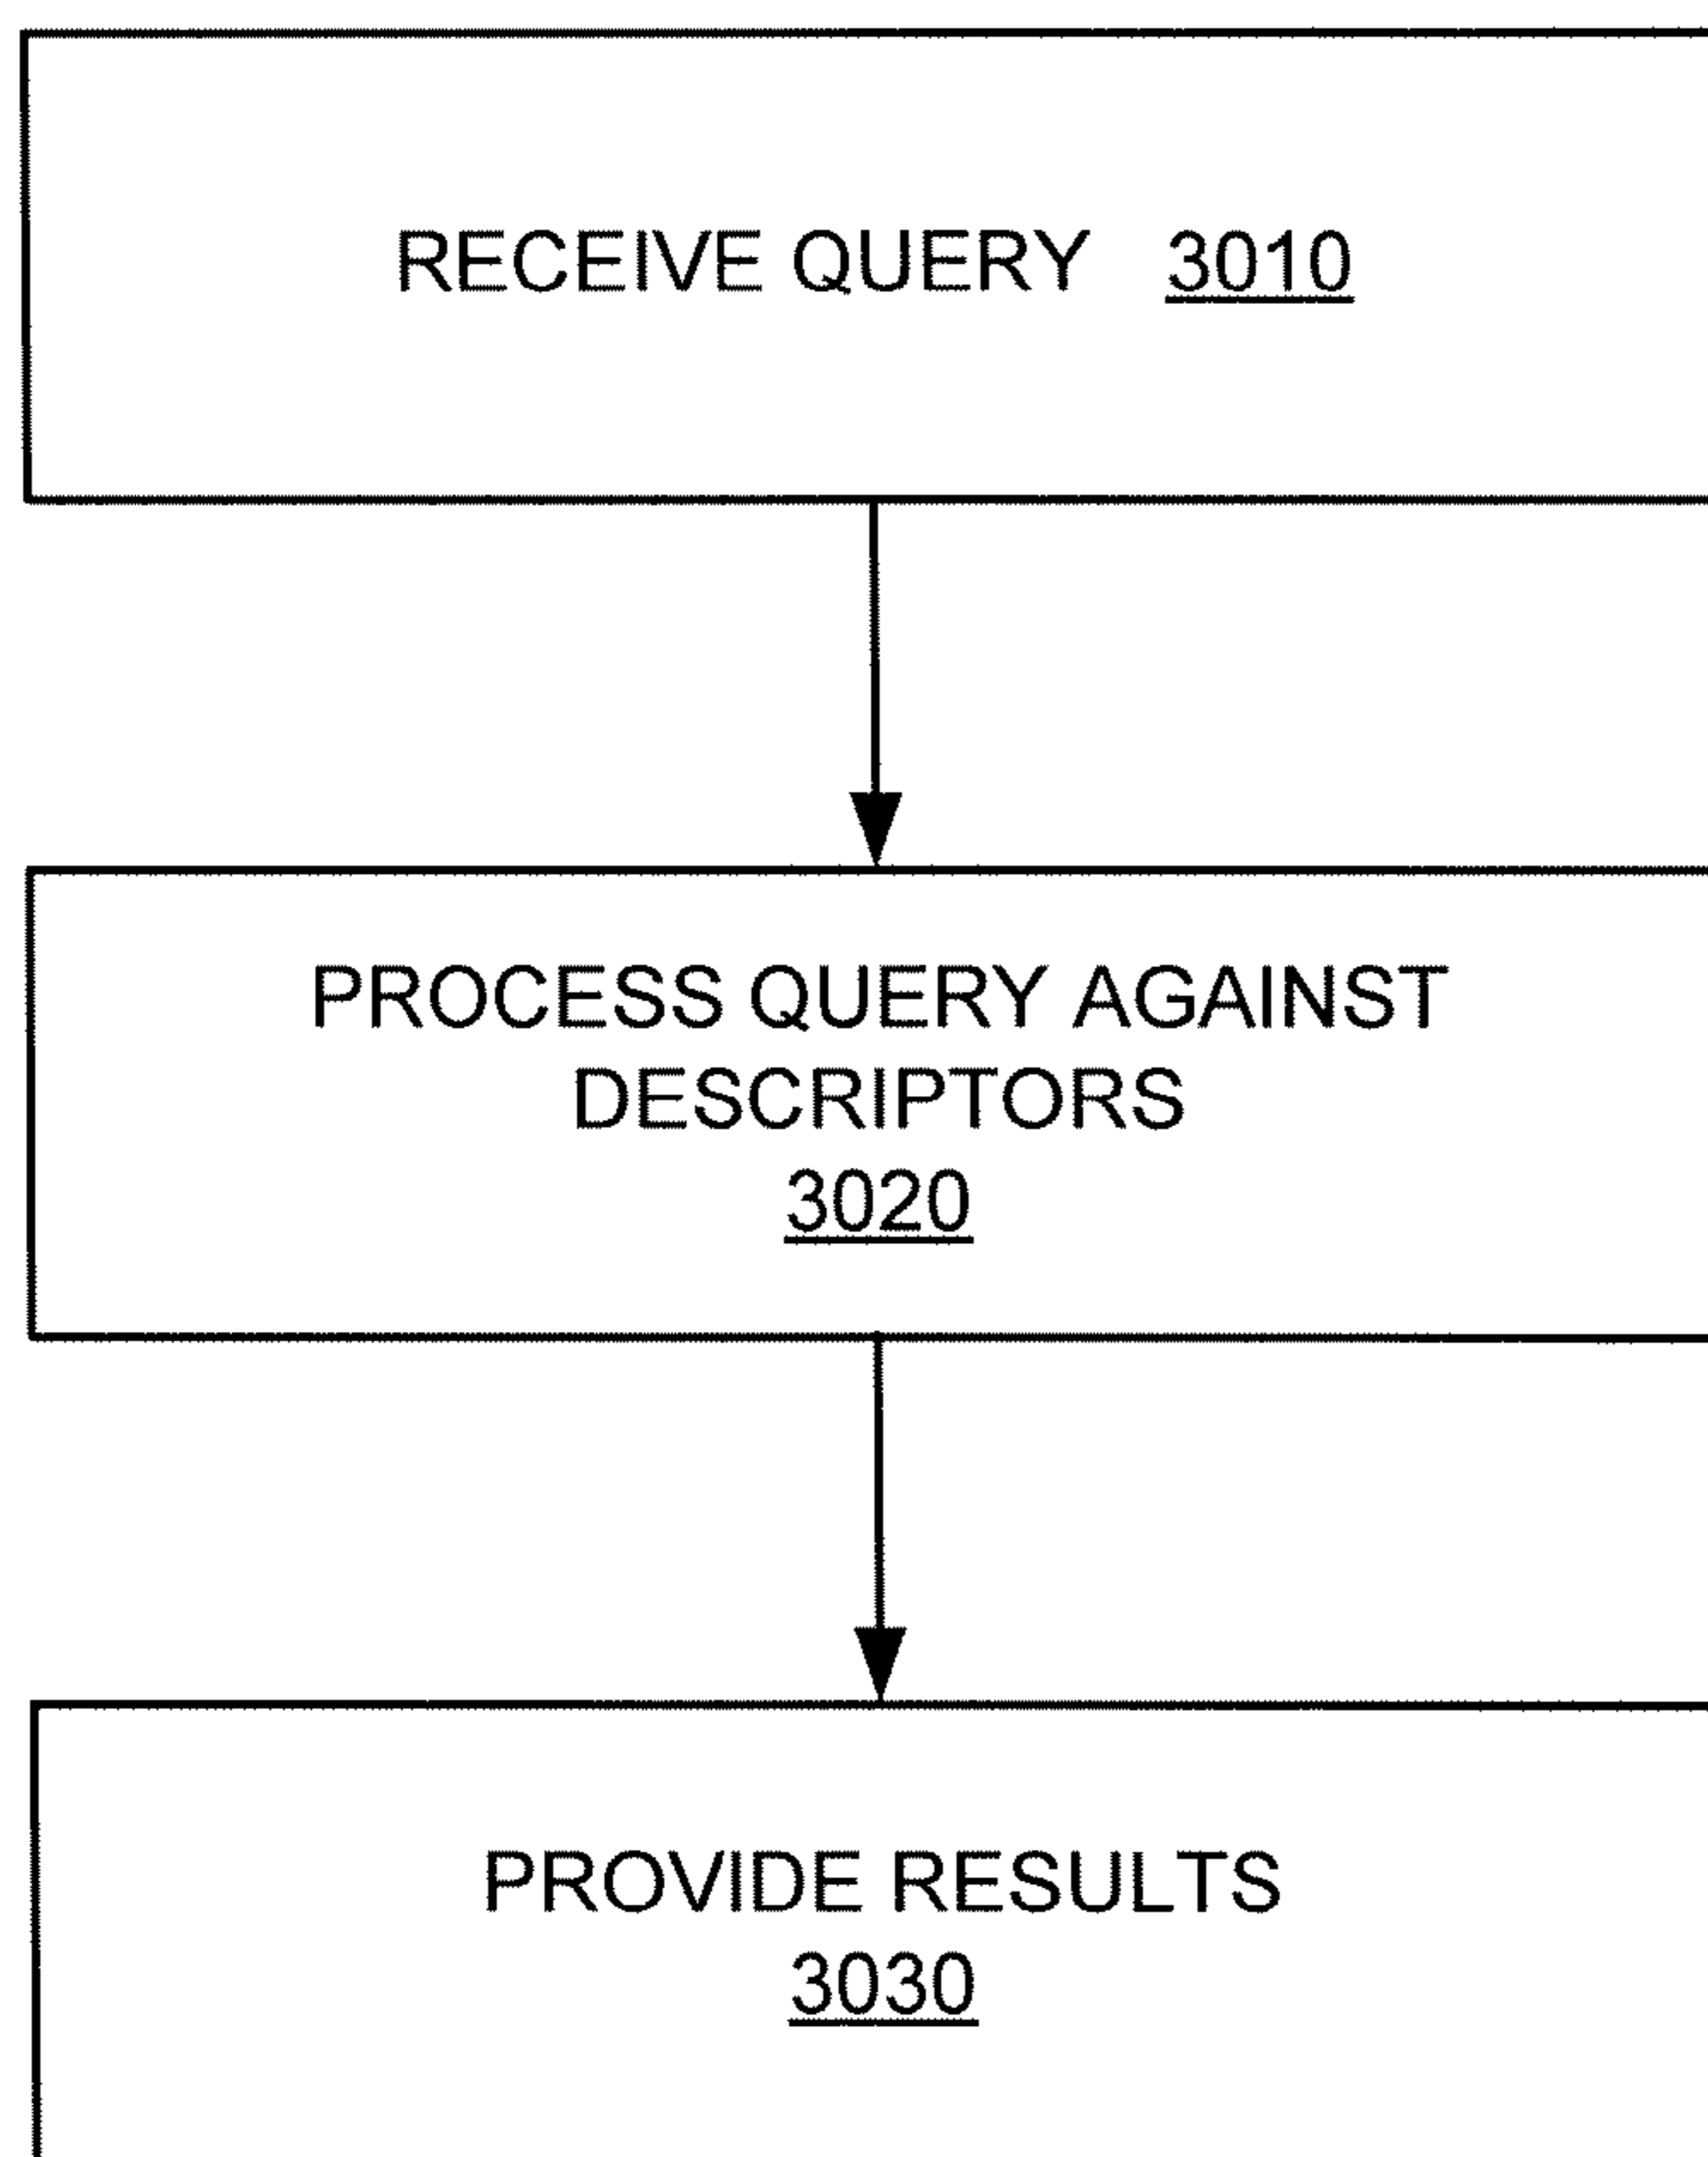 RECEIVE QUERY 3010
PROCESS QUERY AGAINST
DESCRIPTORS
3020
PROVIDE RESULTS
3030